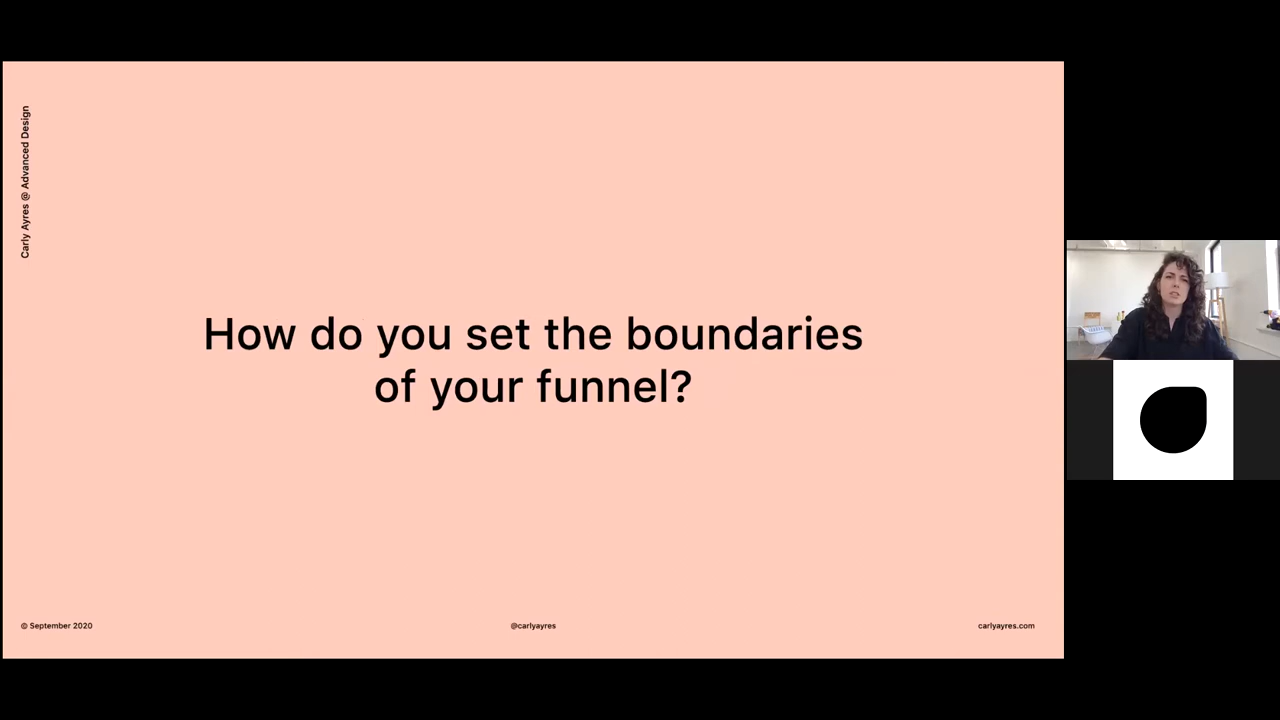 Carly Ayres @ Advanced Design
How do you set the boundaries
of your funnel?
© September 2020
@carlyayres
carlyayres.com